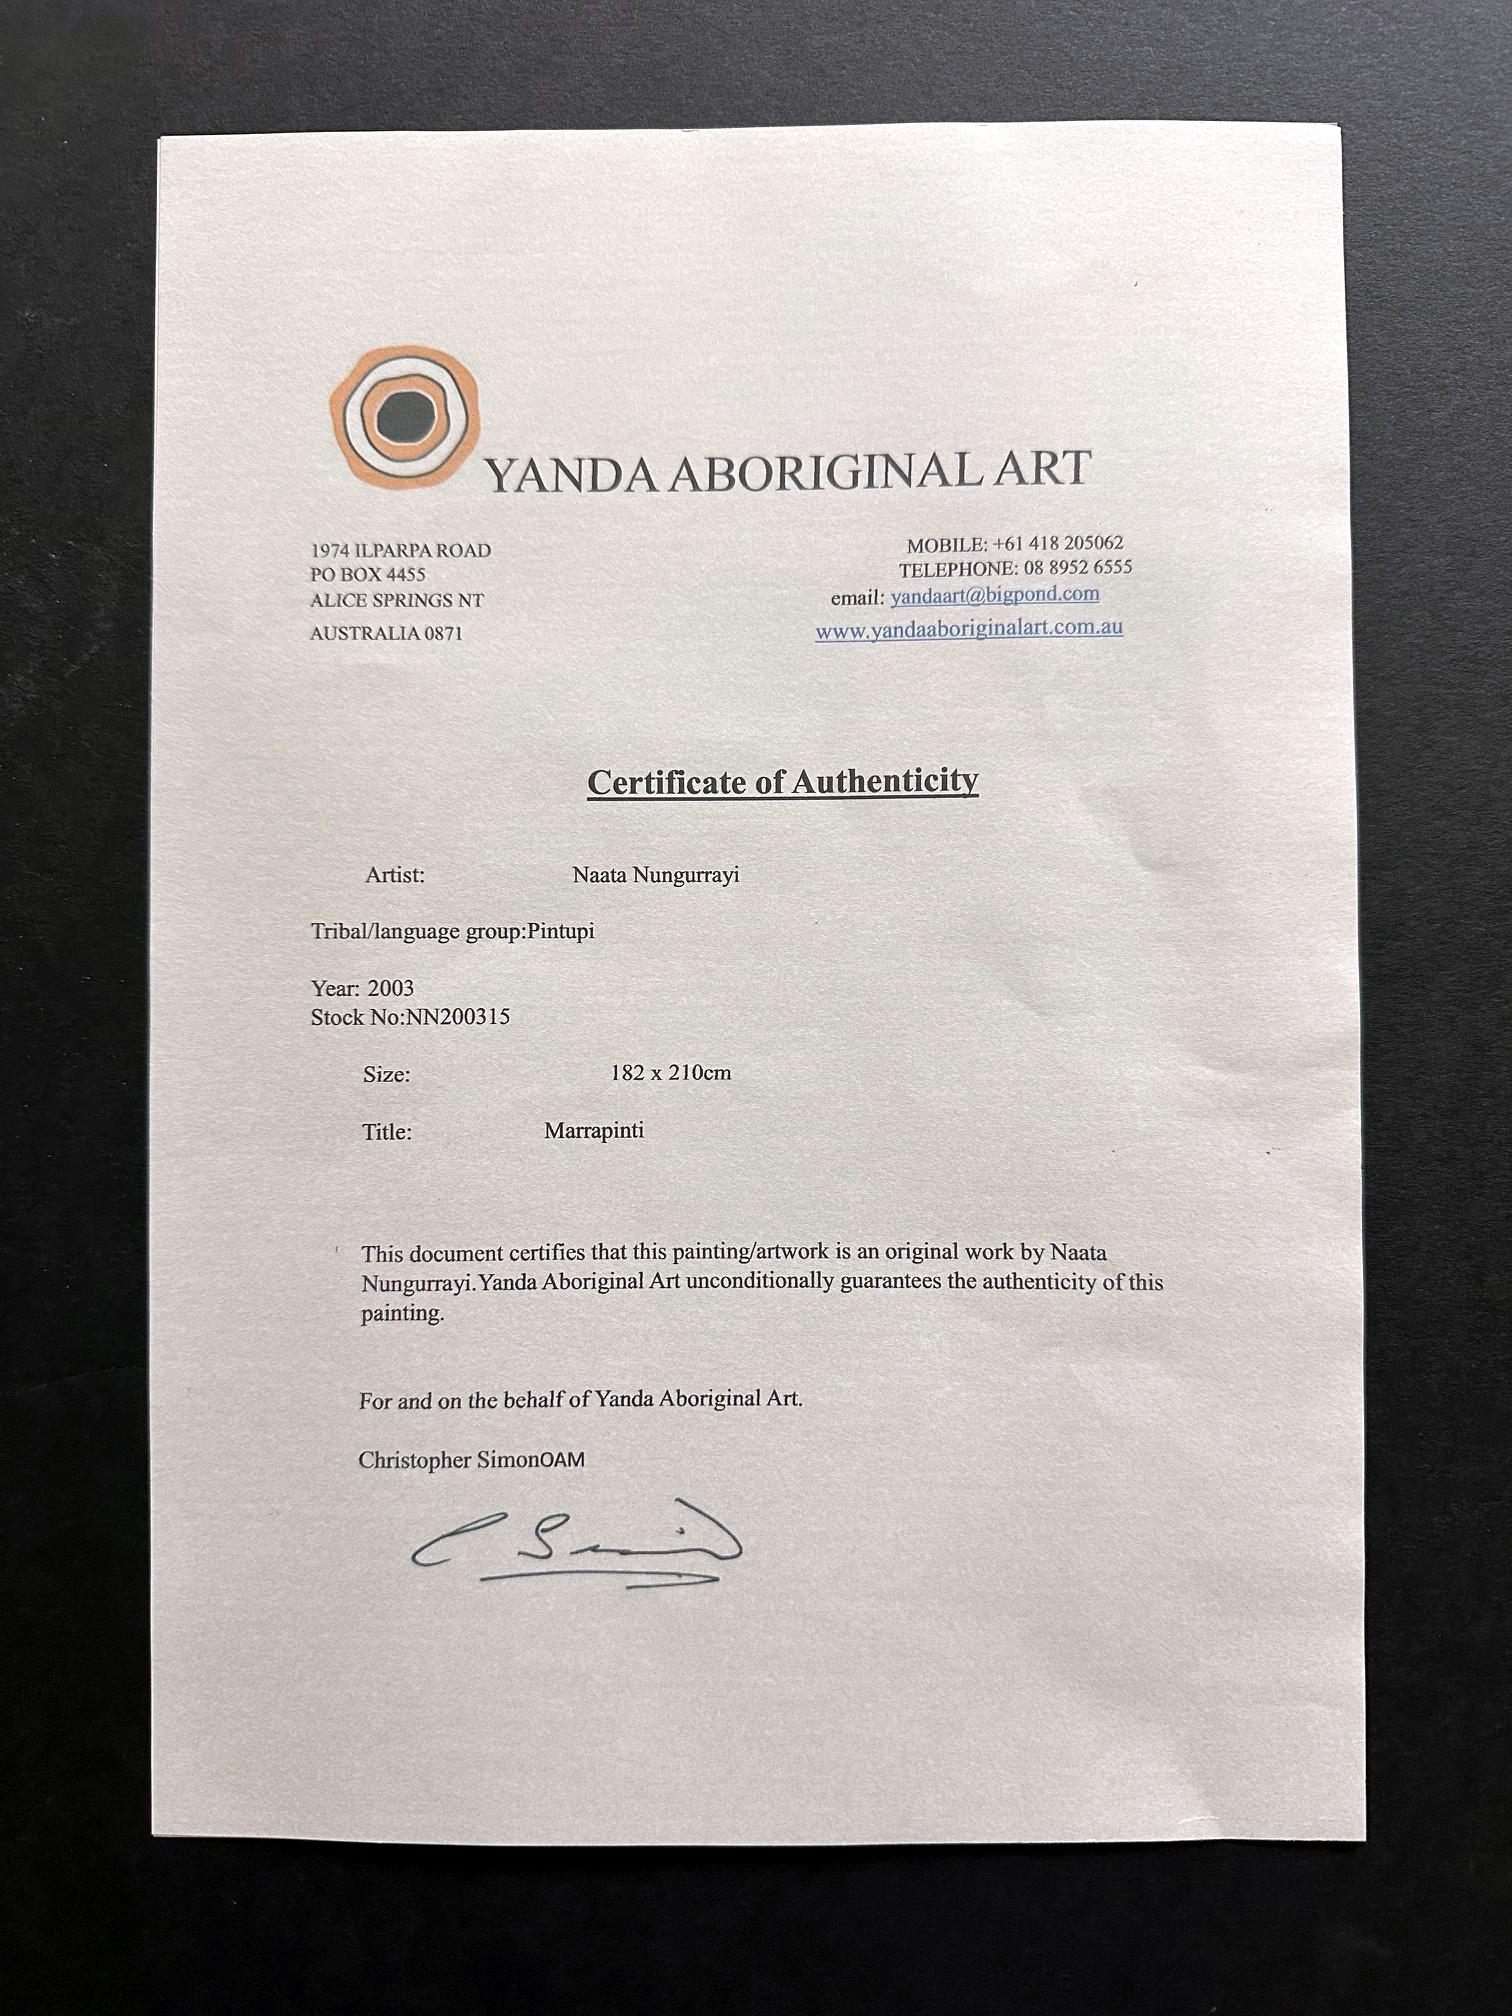 YANDA ABORIGINAL ART
1974 ILPARPA ROAD
PO BOX 4455
ALICE SPRINGS NT
AUSTRALIA 0871
MOBILE: +61 418 205062
TELEPHONE: 08 8952 6555
email: yandaart@bigpond.com
www.yandaaboriginalart.com.au
Certificate of Authenticity
Artist: Naata Nungurrayi
Tribal/language group:Pintupi
Year: 2003
Stock No:NN200315
Size: 182 x 210cm
Title: Marrapinti
This document certifies that this painting/artwork is an original work by Naata
Nungurrayi.Yanda Aboriginal Art unconditionally guarantees the authenticity of this
painting.
For and on the behalf of Yanda Aboriginal Art.
Christopher SimonOAM